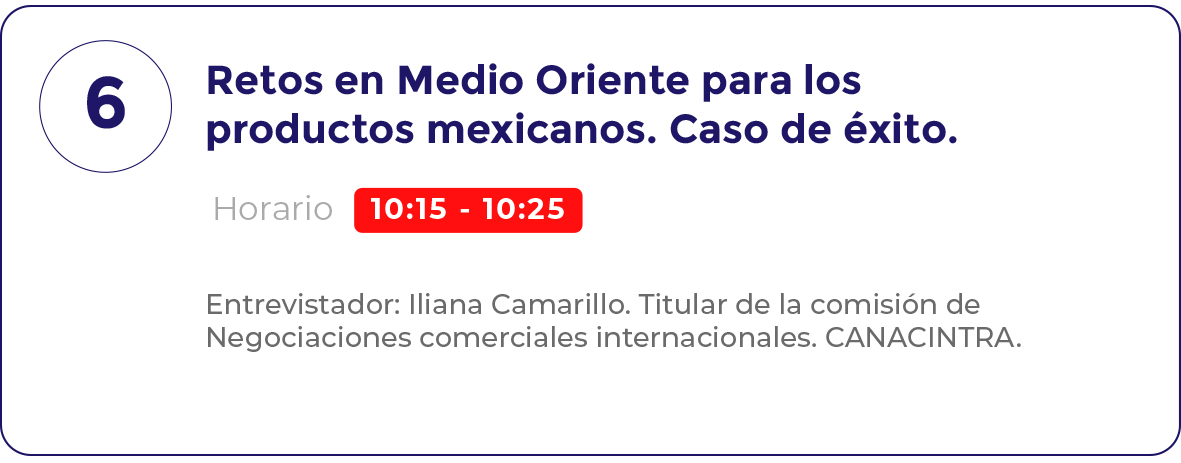 6
Retos en Medio Oriente para los
productos mexicanos. Caso de éxito.
Horario 10:15 - 10:25
Entrevistador: Iliana Camarillo. Titular de la comisión de
Negociaciones comerciales internacionales. CANACINTRA.